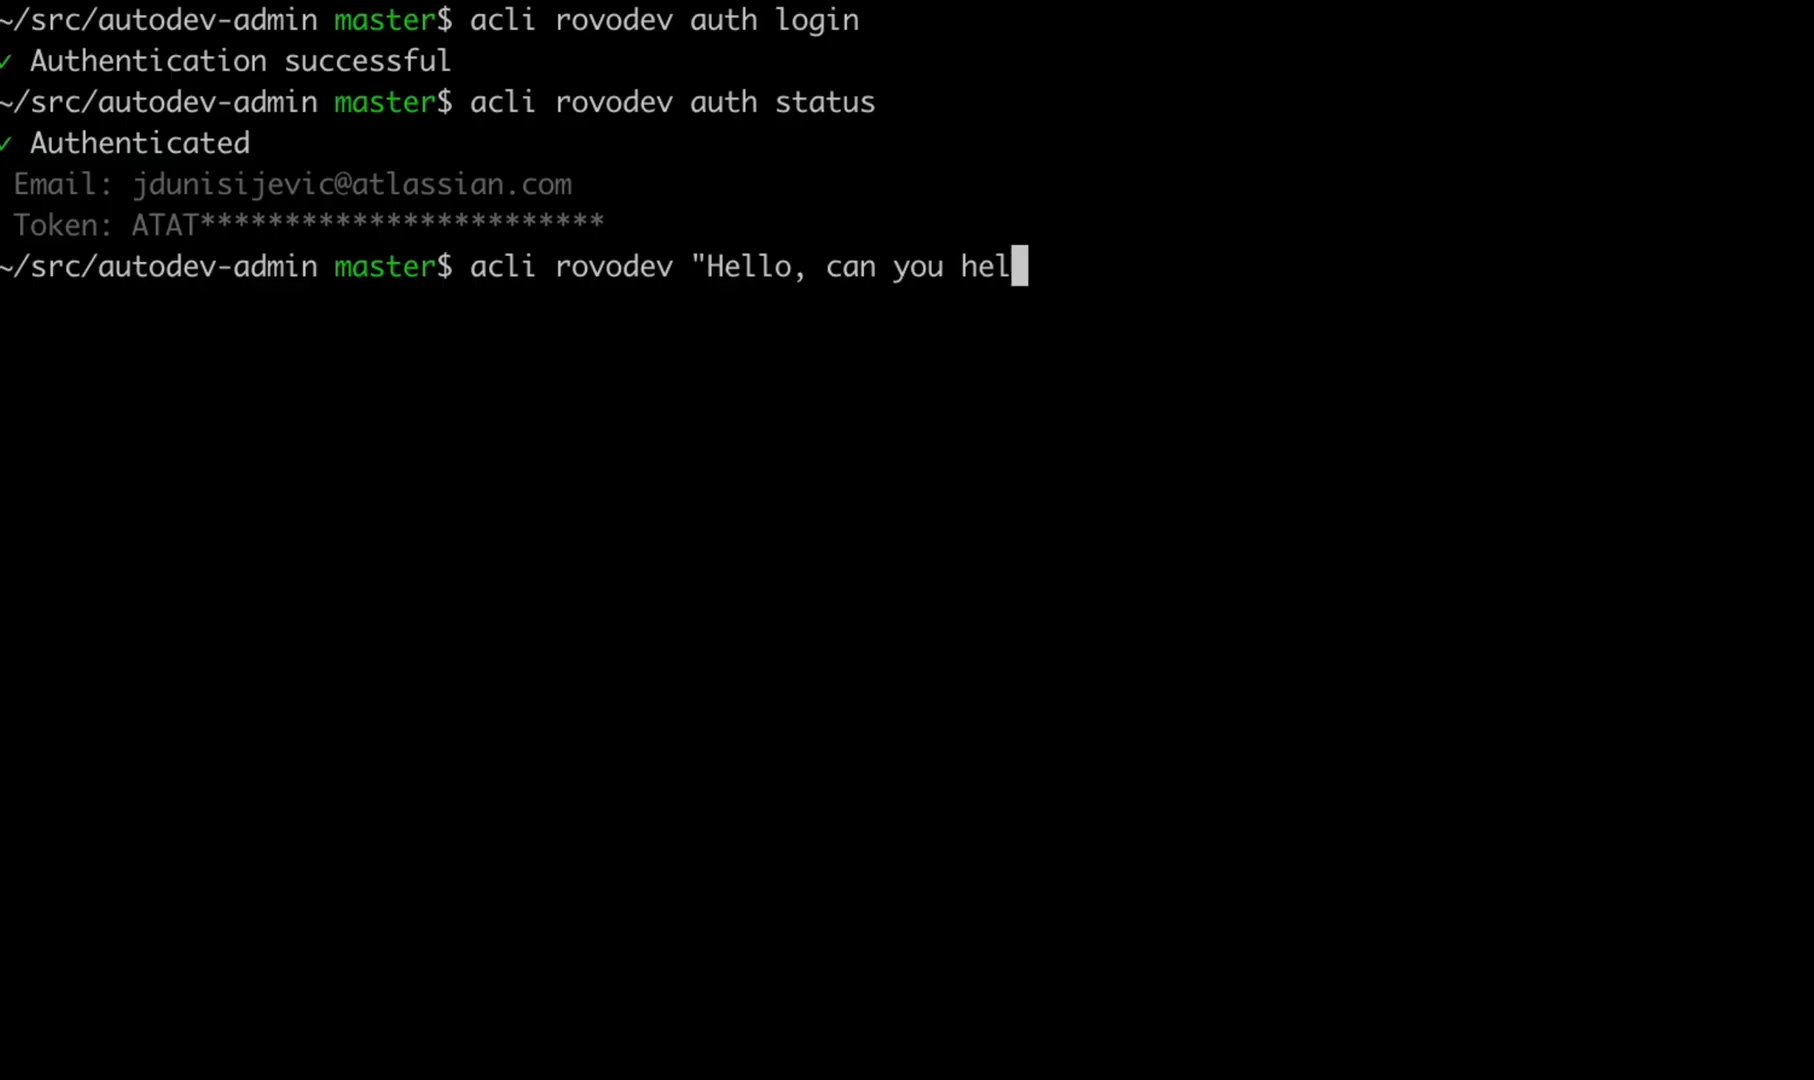 ~/src/autodev-admin master$ acli rovodev auth login
✓ Authentication successful
~/src/autodev-admin master$ acli rovodev auth status
✓ Authenticated
Email: jdunisijevic@atlassian.com
Token: ATAT************************
~/src/autodev-admin master$ acli rovodev "Hello, can you hel